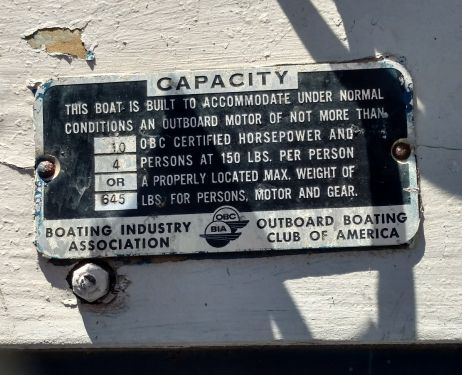 CAPACITY
THIS BOAT IS BUILT TO ACCOMMODATE UNDER NORMAL
CONDITIONS AN OUTBOARD MOTOR OF NOT MORE THAN
10 OBC CERTIFIED HORSEPOWER AND
4 PERSONS AT 150 LBS. PER PERSON
OR A PROPERLY LOCATED MAX. WEIGHT OF
645 LBS. FOR PERSONS, MOTOR AND GEAR.
BOATING INDUSTRY
ASSOCIATION
OBC
BIA
OUTBOARD BOATING
CLUB OF AMERICA